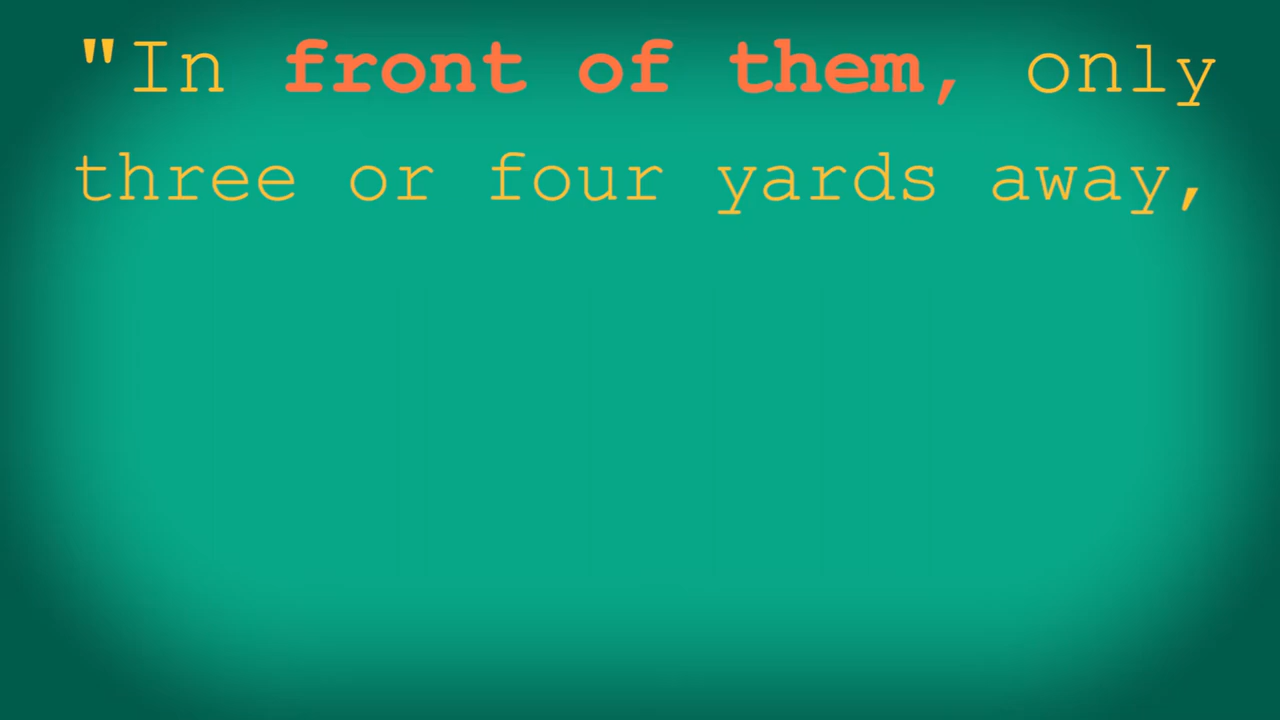 "In front of them, only
three or four yards away,